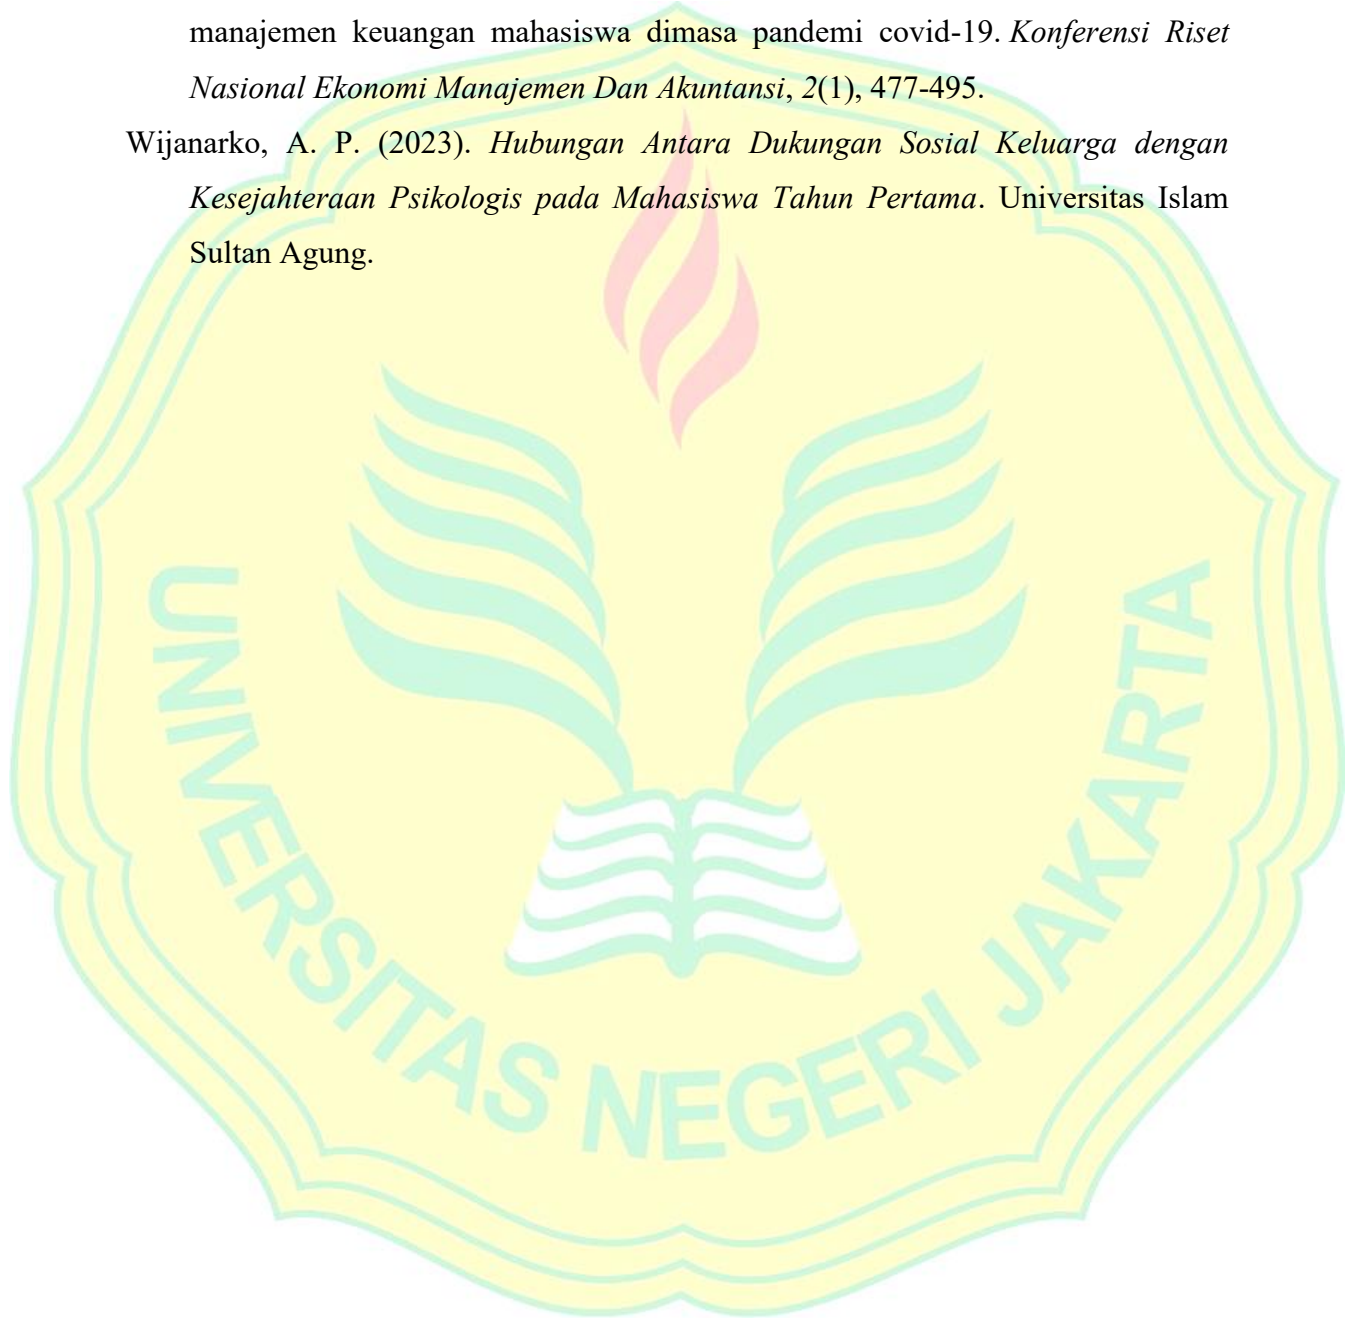 manajemen keuangan mahasiswa dimasa pandemi covid-19. Konferensi Riset
Nasional Ekonomi Manajemen Dan Akuntansi, 2(1), 477-495.
Wijanarko, A. P. (2023). Hubungan Antara Dukungan Sosial Keluarga dengan
Kesejahteraan Psikologis pada Mahasiswa Tahun Pertama. Universitas Islam
Sultan Agung.
UNIVERSITAS NEGERI JAKARTA